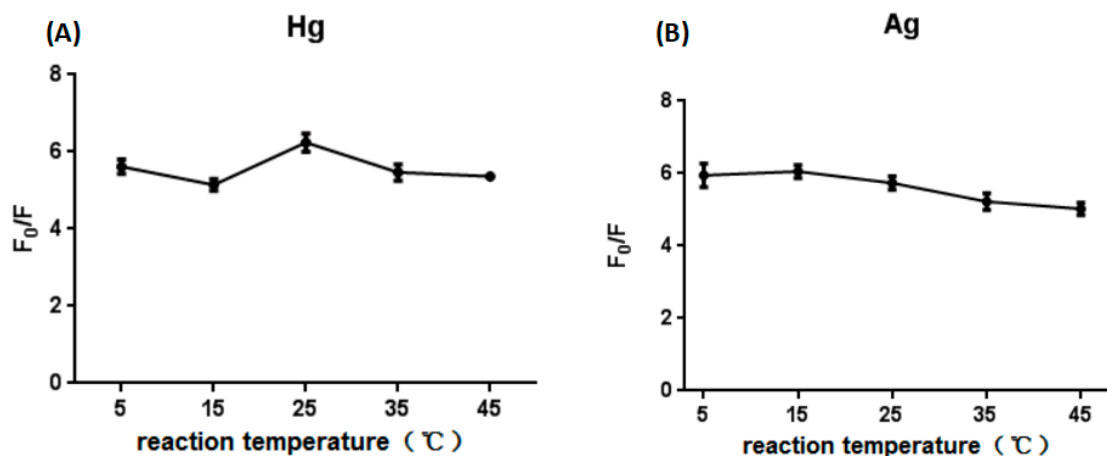 (A)
Hg
8
6
4
2
0
F₀/F
5 15 25 35 45
reaction temperature（℃）
(B)
Ag
8
6
4
2
0
F₀/F
5 15 25 35 45
reaction temperature（℃）